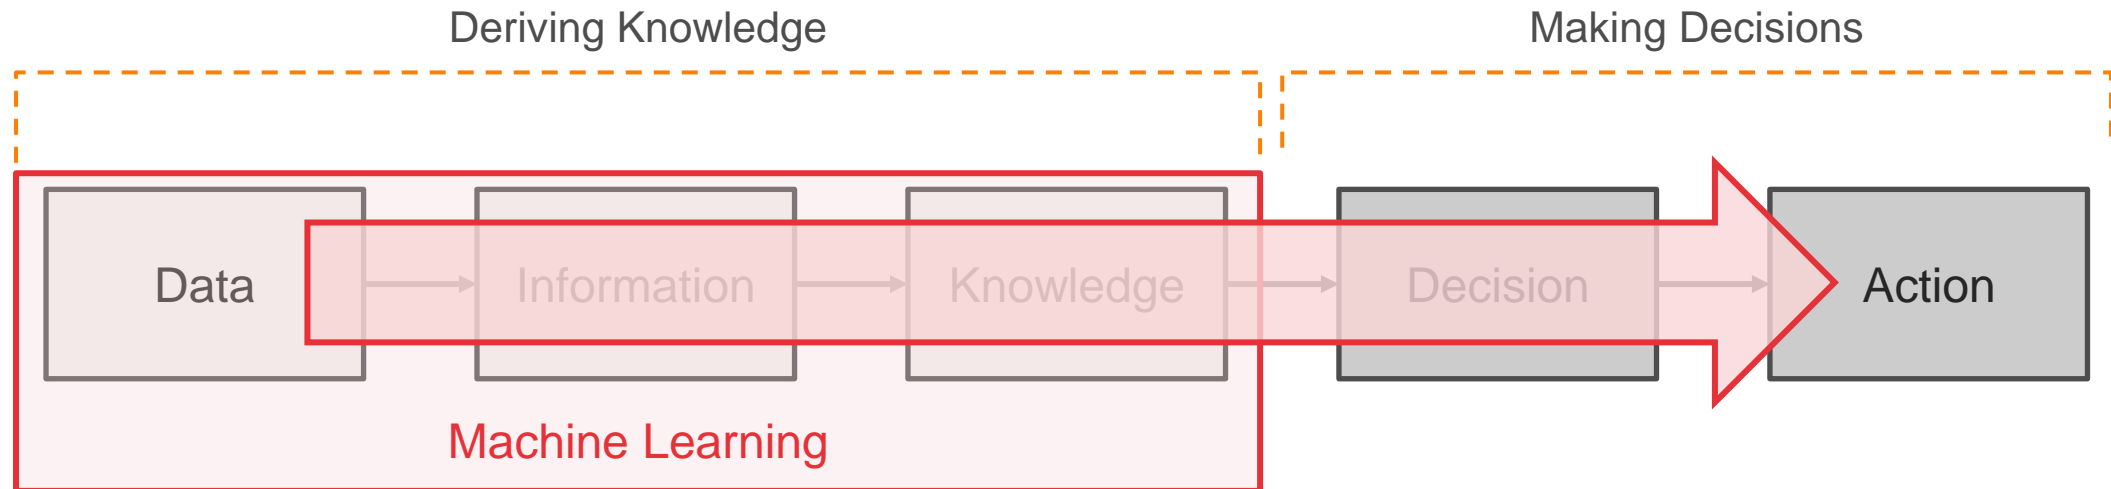 Deriving Knowledge
Making Decisions
Data
Information
Knowledge
Decision
Action
Machine Learning